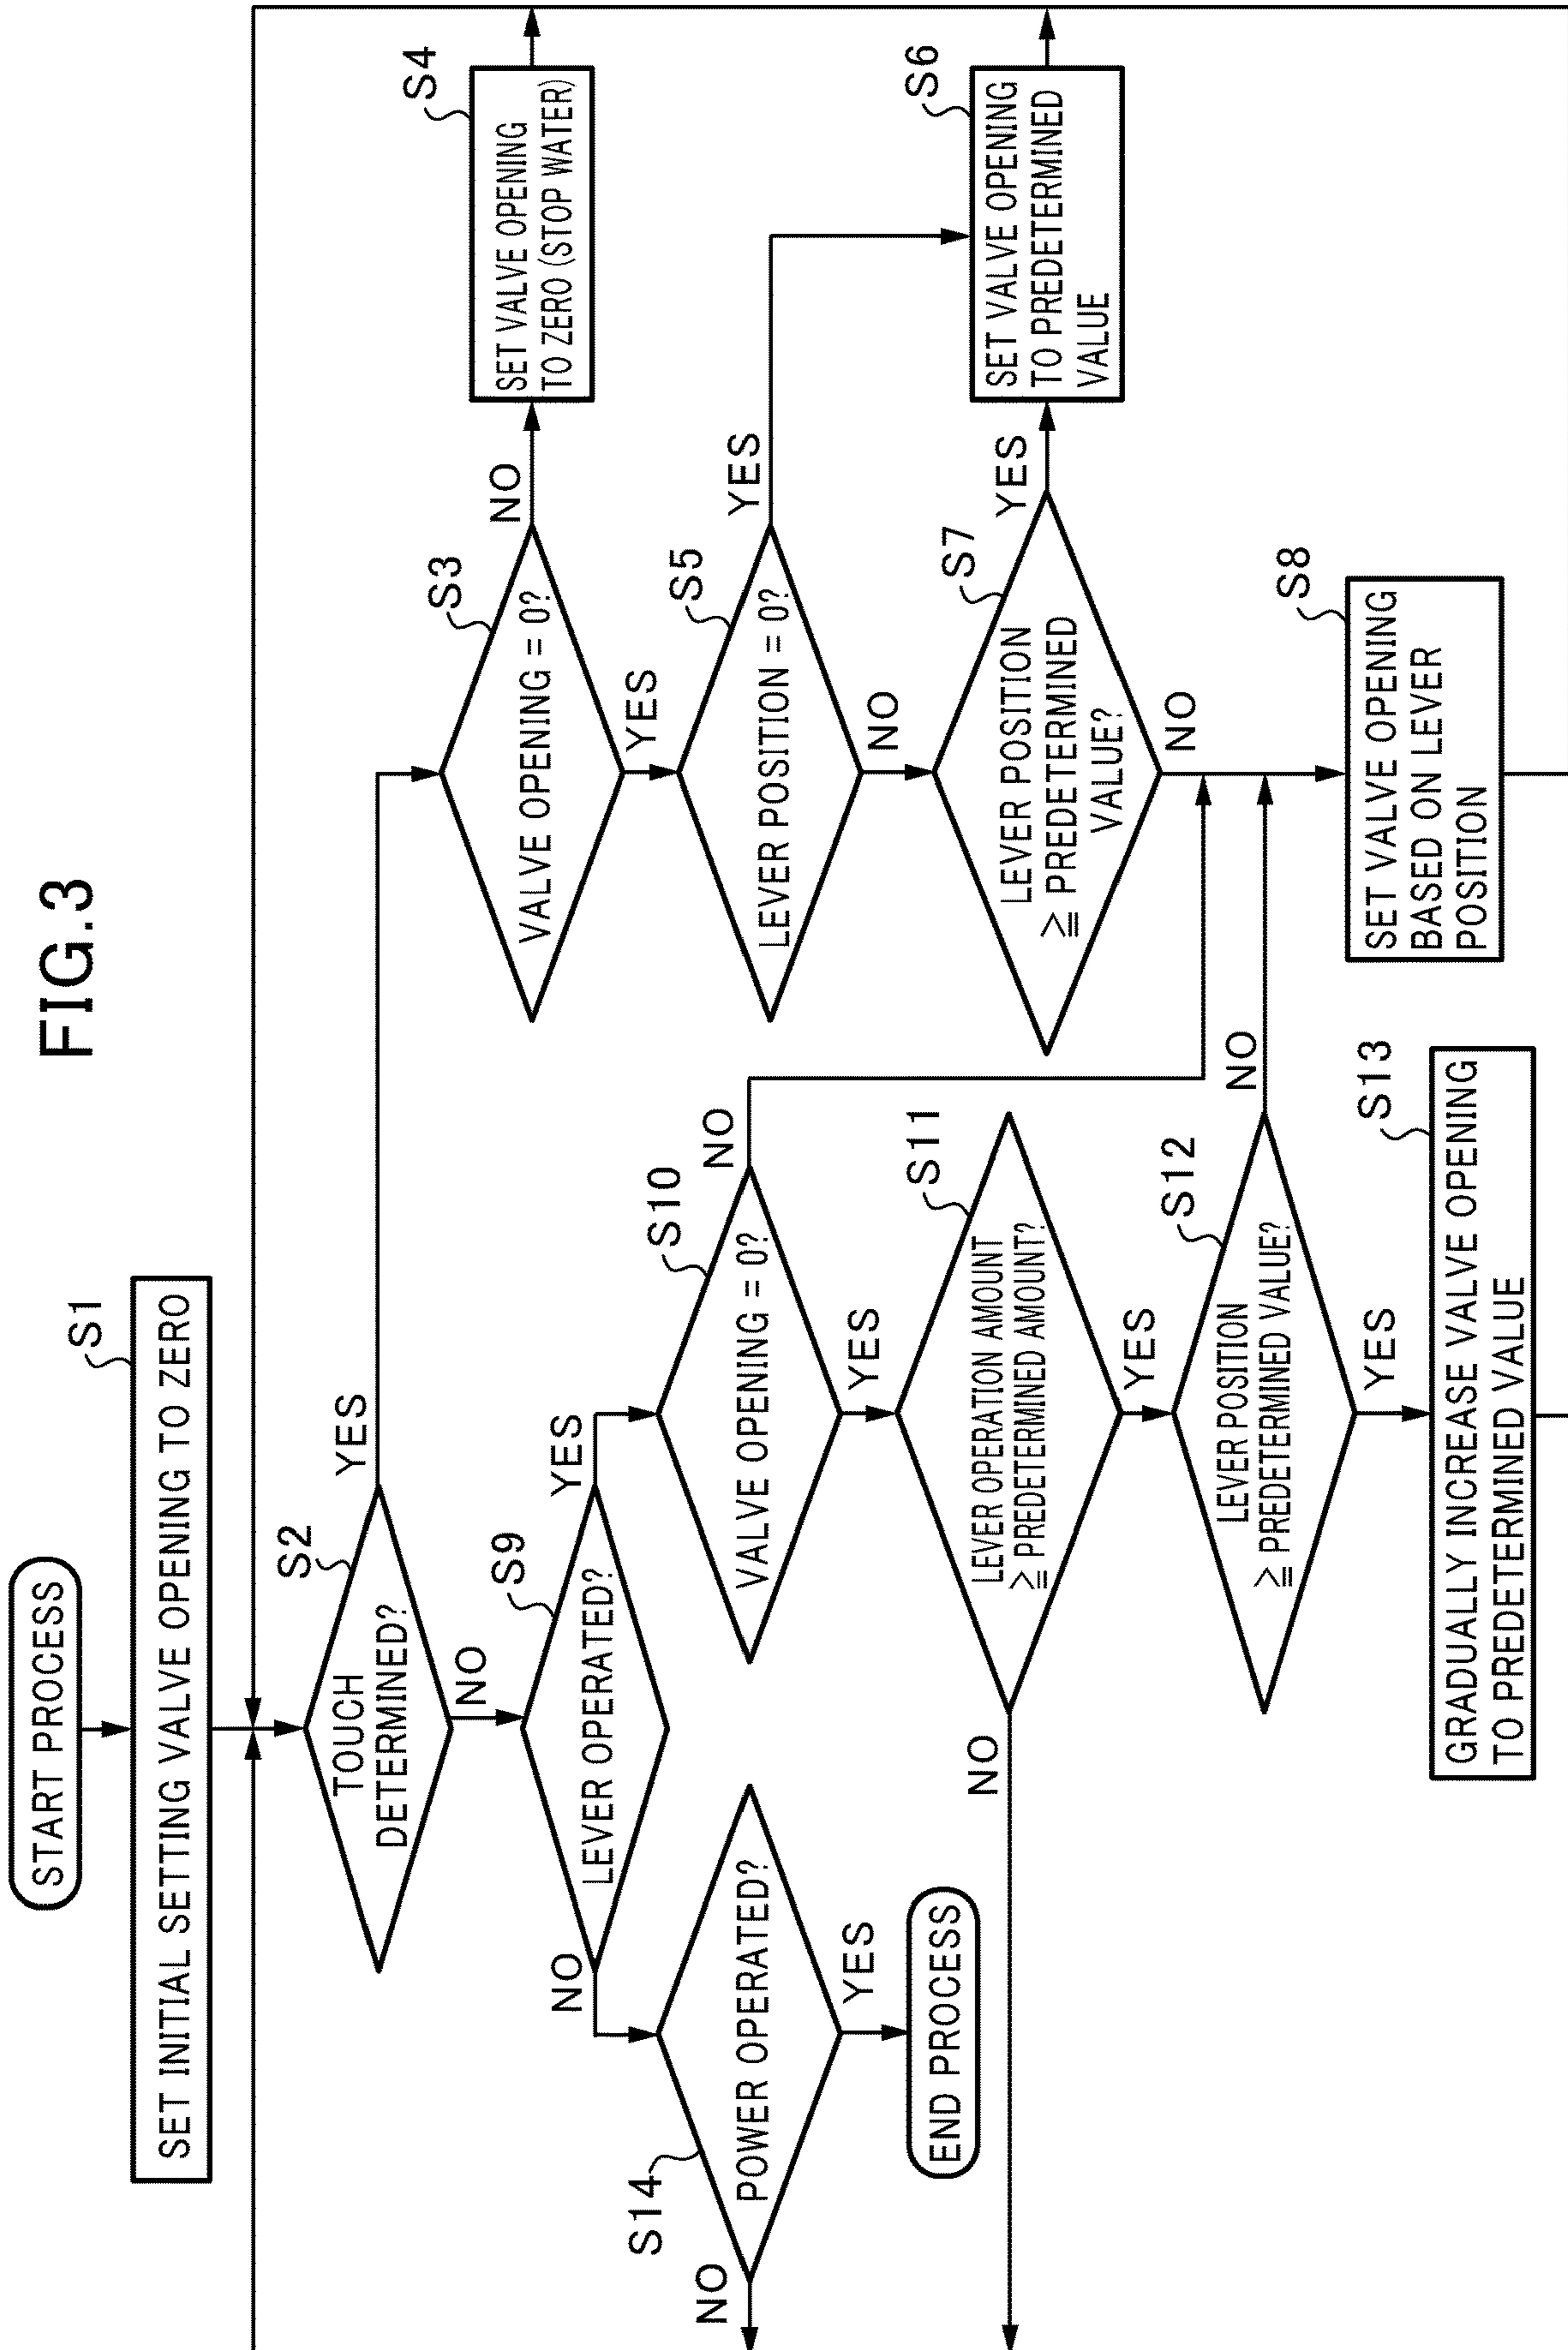 FIG.3
START PROCESS
S1
SET INITIAL SETTING VALVE OPENING TO ZERO
S2
TOUCH
DETERMINED?
YES
NO
S3
VALVE OPENING = 0?
NO
YES
S4
SET VALVE OPENING
TO ZERO (STOP WATER)
S5
LEVER POSITION = 0?
YES
NO
S6
SET VALVE OPENING
TO PREDETERMINED
VALUE
S7
LEVER POSITION
≧ PREDETERMINED
VALUE?
YES
NO
S8
SET VALVE OPENING
BASED ON LEVER
POSITION
S9
LEVER OPERATED?
YES
NO
S10
VALVE OPENING = 0?
NO
YES
S11
LEVER OPERATION AMOUNT
≧ PREDETERMINED AMOUNT?
NO
YES
S12
LEVER POSITION
≧ PREDETERMINED VALUE?
NO
YES
S13
GRADUALLY INCREASE VALVE OPENING
TO PREDETERMINED VALUE
S14
POWER OPERATED?
NO
YES
END PROCESS